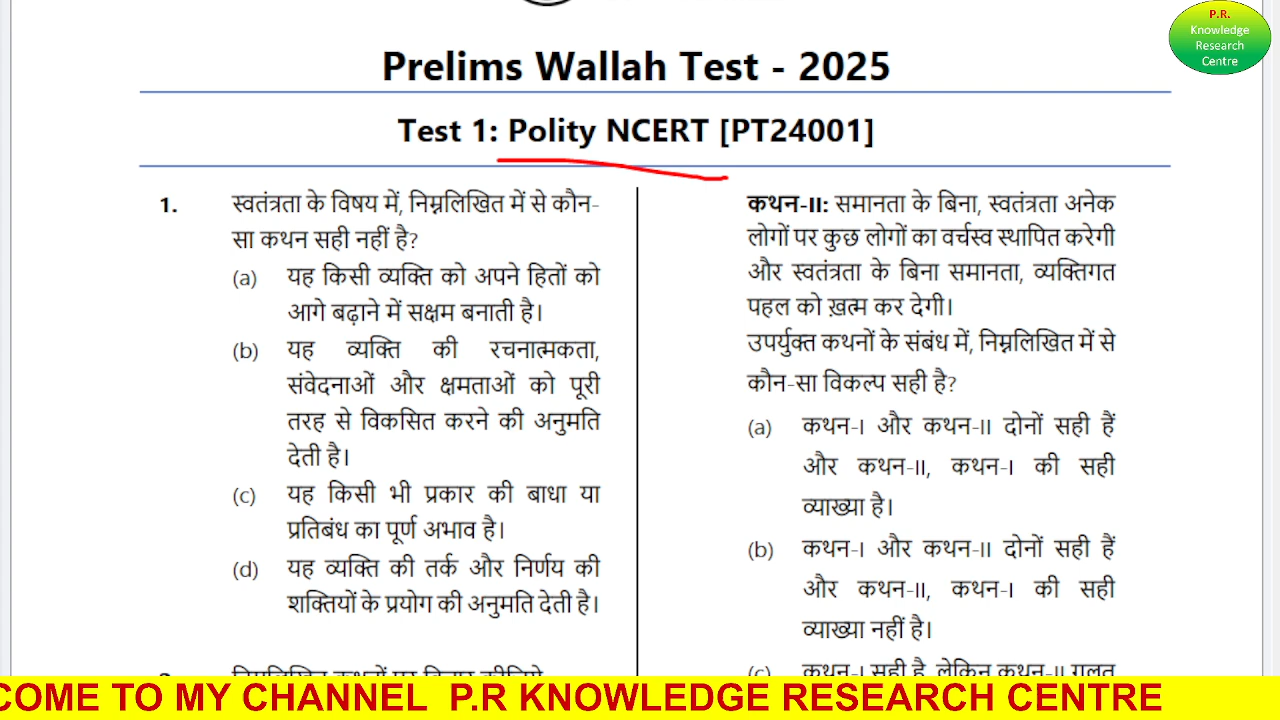 P.R.
Knowledge
Research
Centre
Prelims Wallah Test - 2025
Test 1: Polity NCERT [PT24001]
1. स्वतंत्रता के विषय में, निम्नलिखित में से कौन-
सा कथन सही नहीं है?
(a) यह किसी व्यक्ति को अपने हितों को
आगे बढ़ाने में सक्षम बनाती है।
(b) यह व्यक्ति की रचनात्मकता,
संवेदनाओं और क्षमताओं को पूरी
तरह से विकसित करने की अनुमति
देती है।
(c) यह किसी भी प्रकार की बाधा या
प्रतिबंध का पूर्ण अभाव है।
(d) यह व्यक्ति की तर्क और निर्णय की
शक्तियों के प्रयोग की अनुमति देती है।
कथन-II: समानता के बिना, स्वतंत्रता अनेक
लोगों पर कुछ लोगों का वर्चस्व स्थापित करेगी
और स्वतंत्रता के बिना समानता, व्यक्तिगत
पहल को ख़त्म कर देगी।
उपर्युक्त कथनों के संबंध में, निम्नलिखित में से
कौन-सा विकल्प सही है?
(a) कथन-I और कथन-II दोनों सही हैं
और कथन-II, कथन-I की सही
व्याख्या है।
(b) कथन-I और कथन-II दोनों सही हैं
और कथन-II, कथन-I की सही
व्याख्या नहीं है।
(c) कथन-I सही है, लेकिन कथन-II गलत
COME TO MY CHANNEL P.R KNOWLEDGE RESEARCH CENTRE